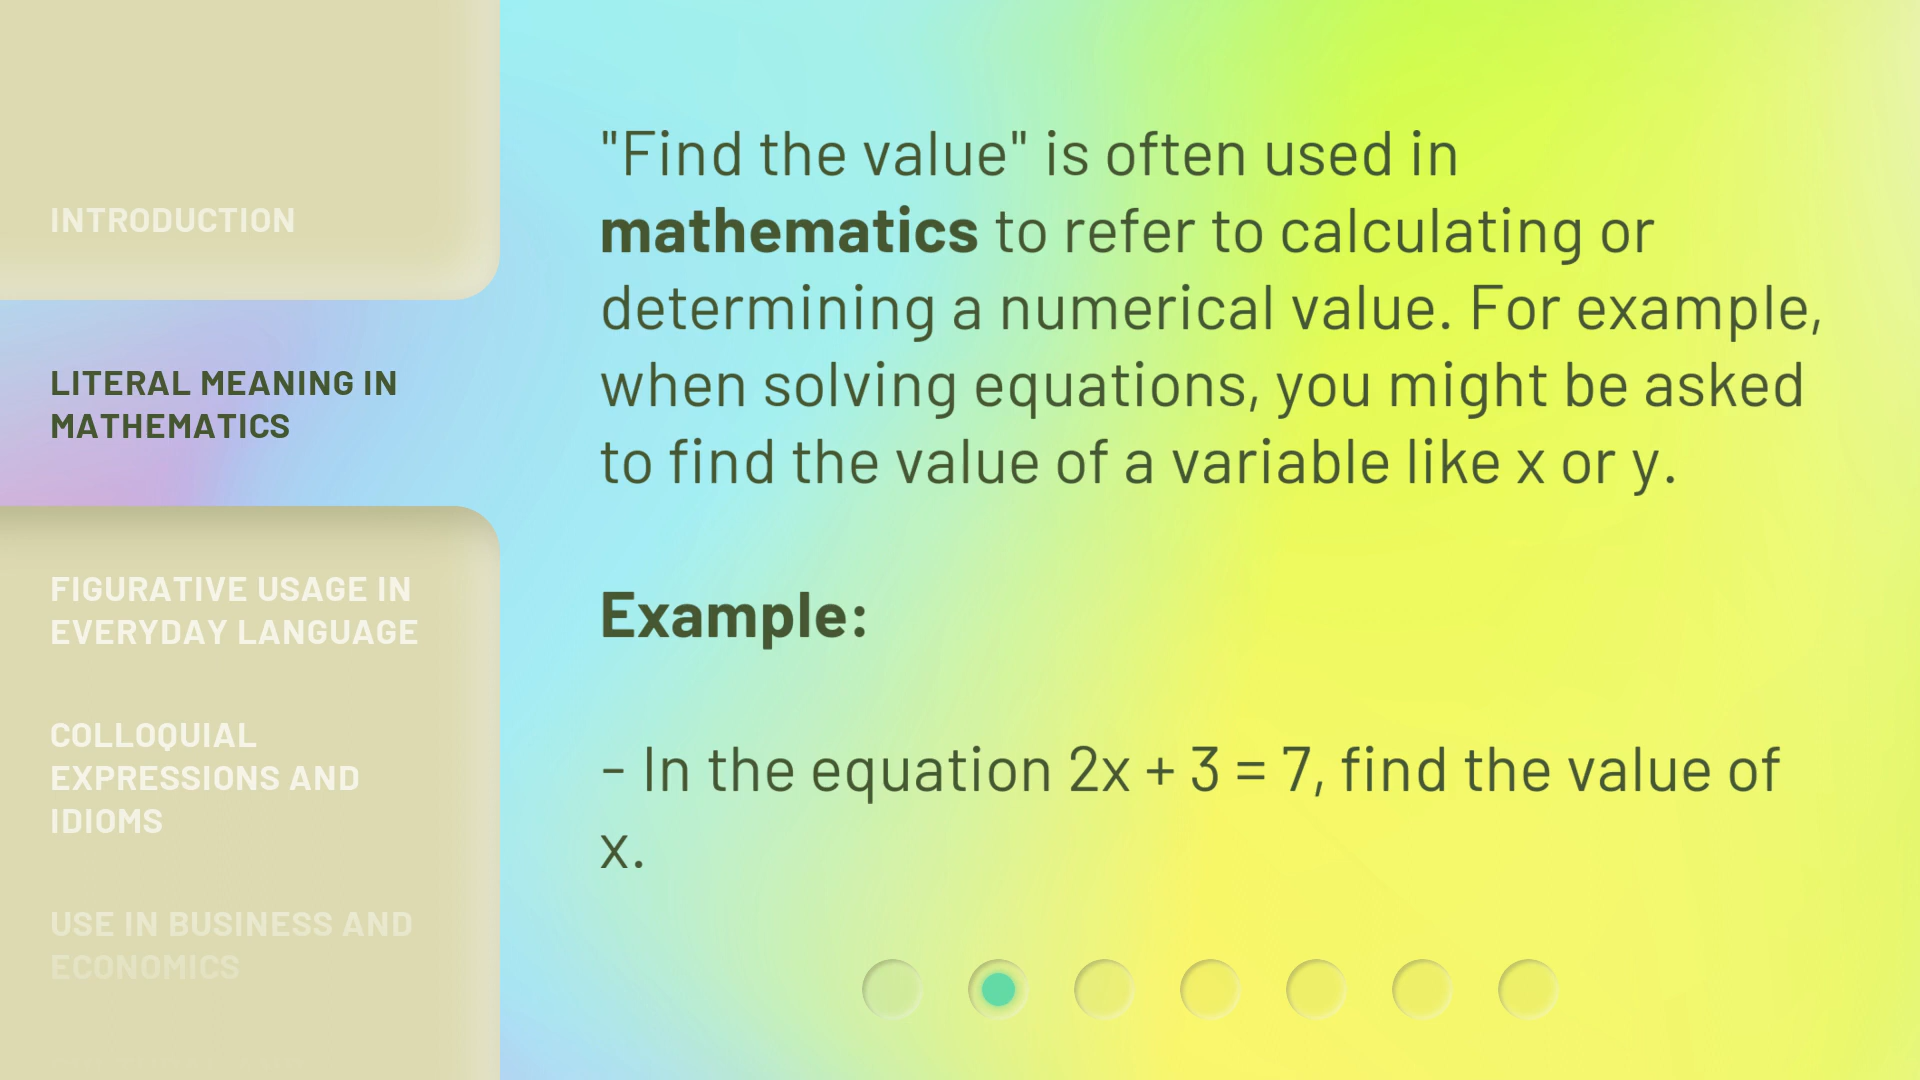 INTRODUCTION
LITERAL MEANING IN
MATHEMATICS
FIGURATIVE USAGE IN
EVERYDAY LANGUAGE
COLLOQUIAL
EXPRESSIONS AND
IDIOMS
USE IN BUSINESS AND
ECONOMICS
"Find the value" is often used in
mathematics to refer to calculating or
determining a numerical value. For example,
when solving equations, you might be asked
to find the value of a variable like x or y.
Example:
- In the equation 2x + 3 = 7, find the value of
x.